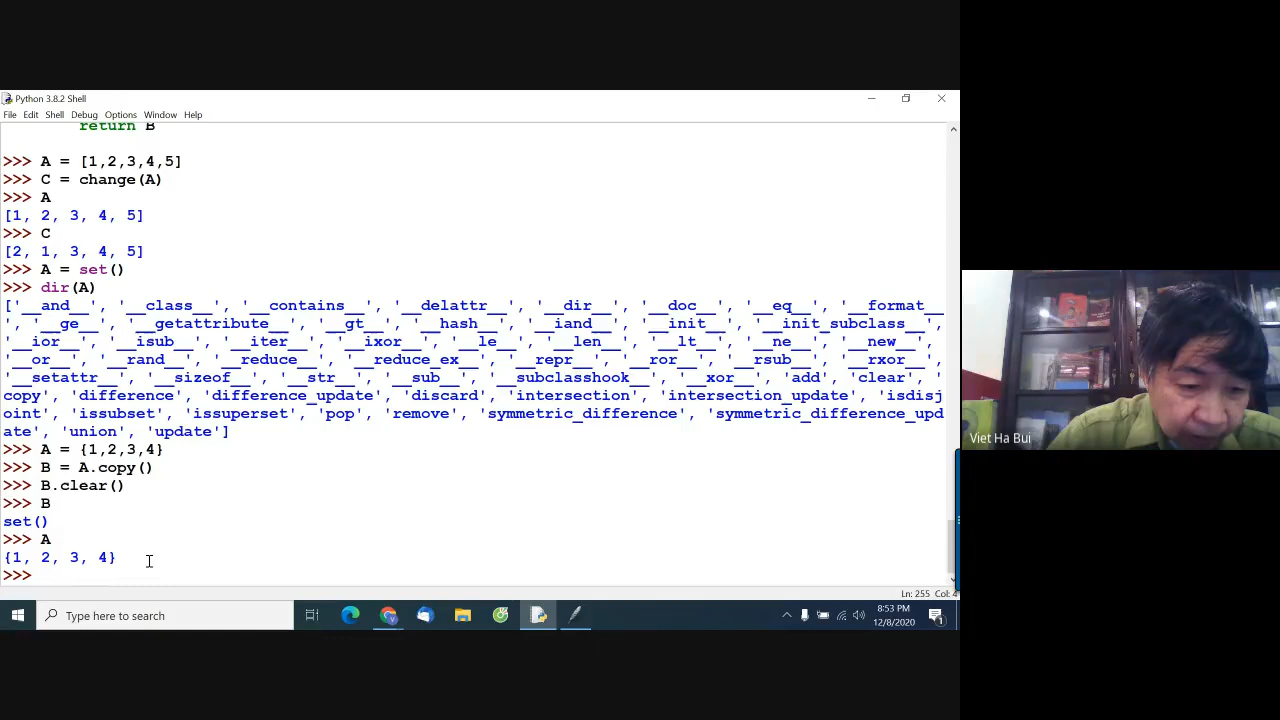 Python 3.8.2 Shell
File Edit Shell Debug Options Window Help
return B
>>> A = [1,2,3,4,5]
>>> C = change(A)
>>> A
[1, 2, 3, 4, 5]
>>> C
[2, 1, 3, 4, 5]
>>> A = set()
>>> dir(A)
['__and__', '__class__', '__contains__', '__delattr__', '__dir__', '__doc__', '__eq__', '__format__
', '__ge__', '__getattribute__', '__gt__', '__hash__', '__iand__', '__init__', '__init_subclass__',
'__ior__', '__isub__', '__iter__', '__ixor__', '__le__', '__len__', '__lt__', '__ne__', '__new__',
'__or__', '__rand__', '__reduce__', '__reduce_ex__', '__repr__', '__ror__', '__rsub__', '__rxor__',
'__setattr__', '__sizeof__', '__str__', '__sub__', '__subclasshook__', '__xor__', 'add', 'clear', '
copy', 'difference', 'difference_update', 'discard', 'intersection', 'intersection_update', 'isdisj
oint', 'issubset', 'issuperset', 'pop', 'remove', 'symmetric_difference', 'symmetric_difference_upd
ate', 'union', 'update']
>>> A = {1,2,3,4}
>>> B = A.copy()
>>> B.clear()
>>> B
set()
>>> A
{1, 2, 3, 4}
>>>
Ln: 255 Col: 4
Type here to search
8:53 PM
12/8/2020
1
Viet Ha Bui